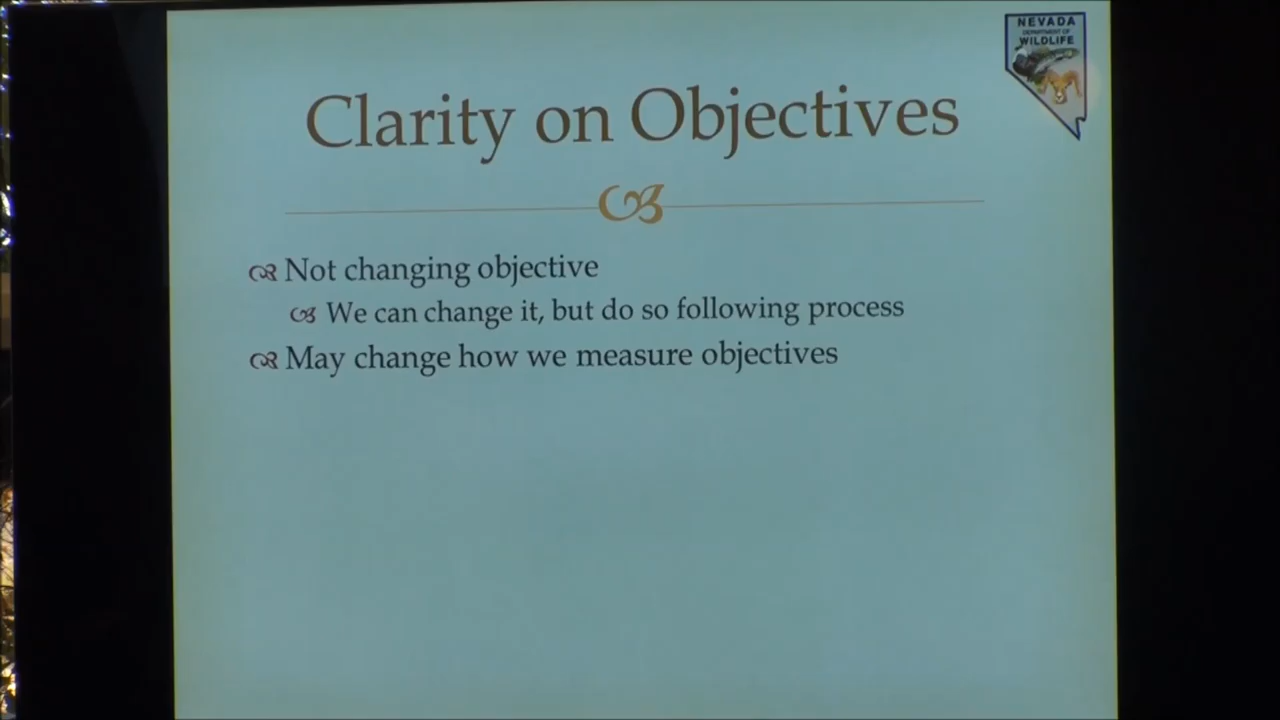 NEVADA
DEPARTMENT OF
WILDLIFE
Clarity on Objectives
Not changing objective
We can change it, but do so following process
May change how we measure objectives